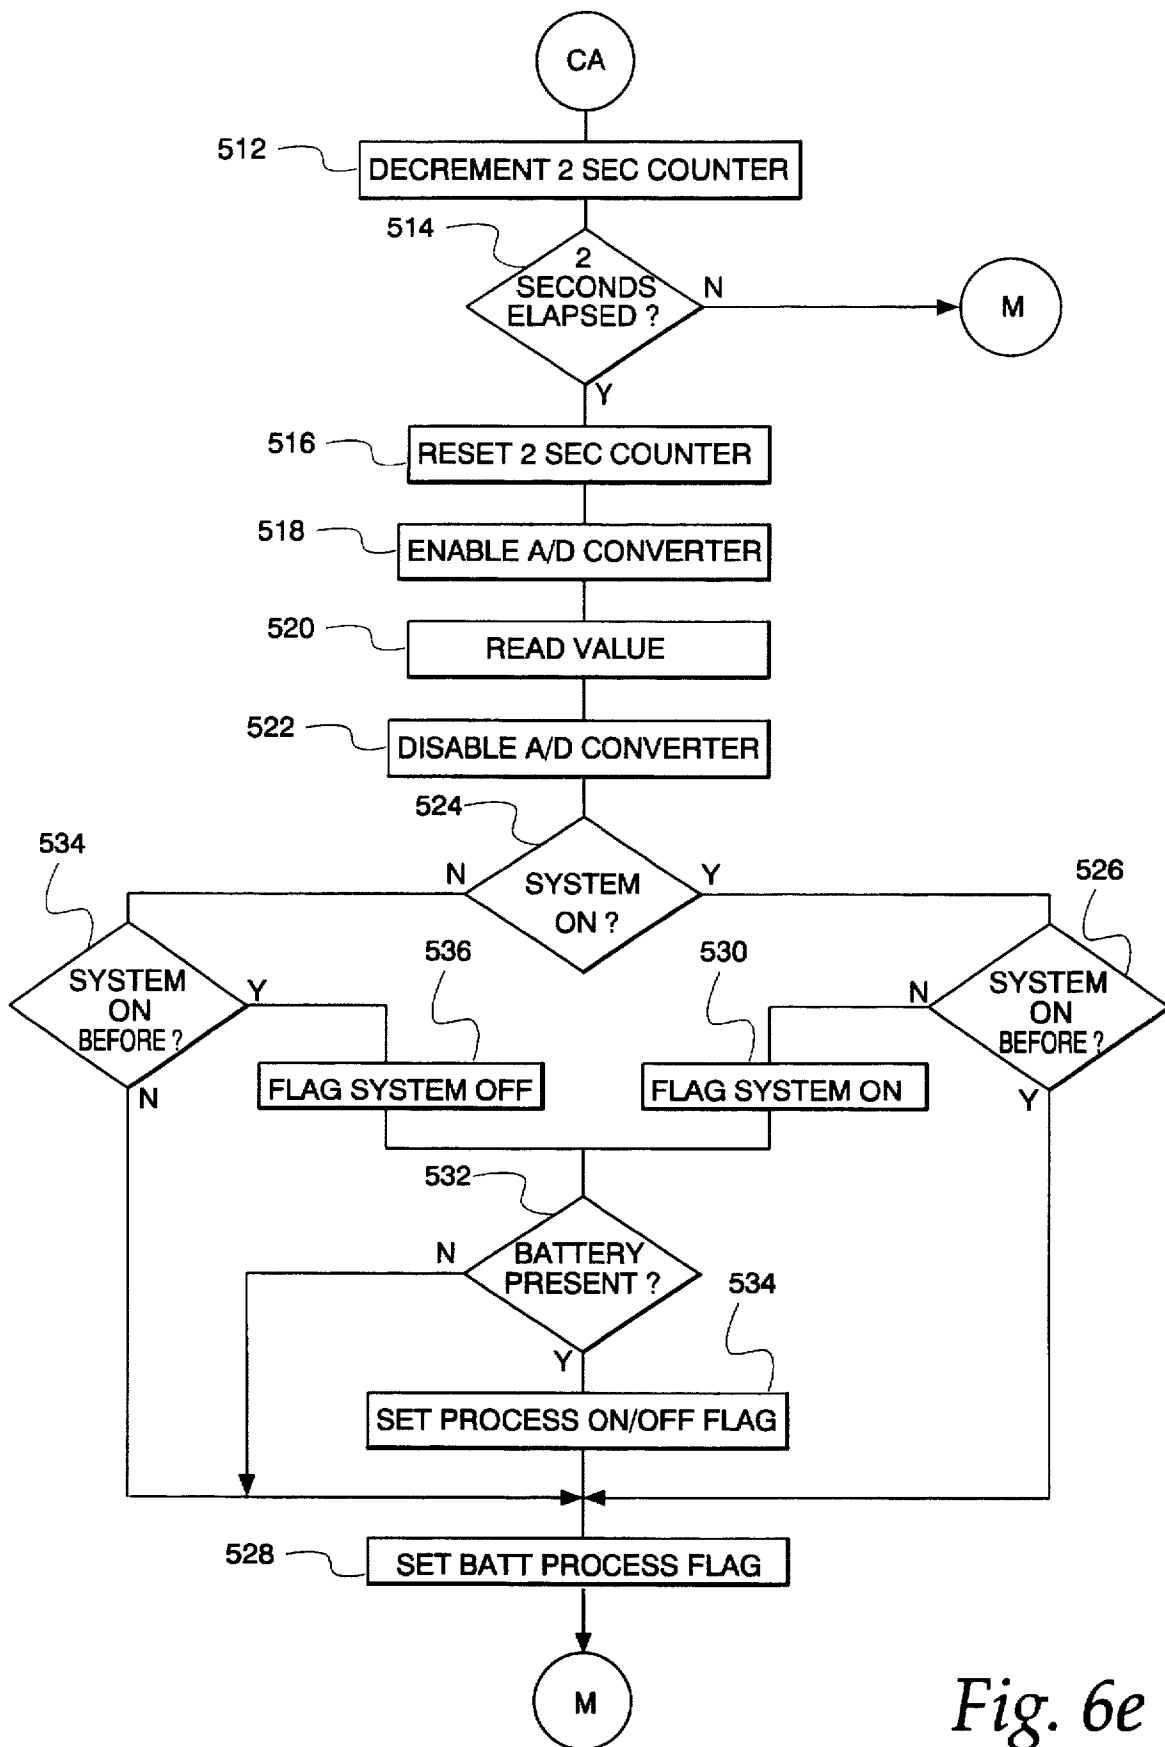 CA
512
DECREMENT 2 SEC COUNTER
514
2
SECONDS
ELAPSED ?
N
M
Y
516
RESET 2 SEC COUNTER
518
ENABLE A/D CONVERTER
520
READ VALUE
522
DISABLE A/D CONVERTER
524
534
N
SYSTEM
ON ?
Y
526
SYSTEM
ON
BEFORE ?
Y
N
536
FLAG SYSTEM OFF
530
FLAG SYSTEM ON
N
SYSTEM
ON
BEFORE ?
Y
532
N
BATTERY
PRESENT ?
Y
534
SET PROCESS ON/OFF FLAG
528
SET BATT PROCESS FLAG
M
Fig. 6e